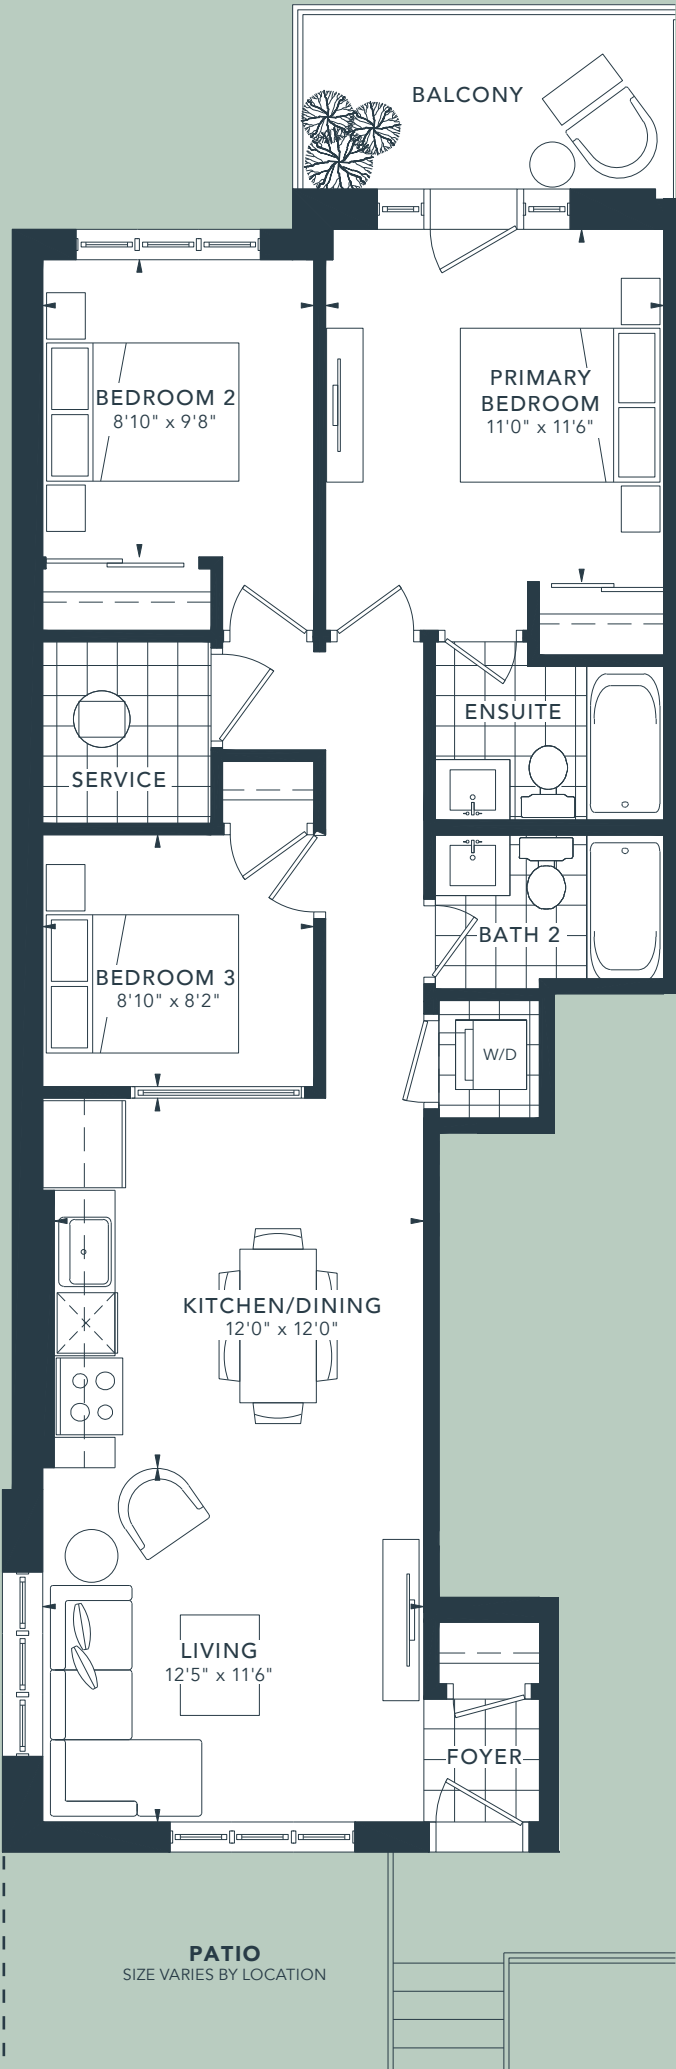 BALCONY
BEDROOM 2
8'10" x 9'8"
PRIMARY
BEDROOM
11'0" x 11'6"
ENSUITE
SERVICE
BATH 2
BEDROOM 3
8'10" x 8'2"
W/D
KITCHEN/DINING
12'0" x 12'0"
LIVING
12'5" x 11'6"
FOYER
PATIO
SIZE VARIES BY LOCATION